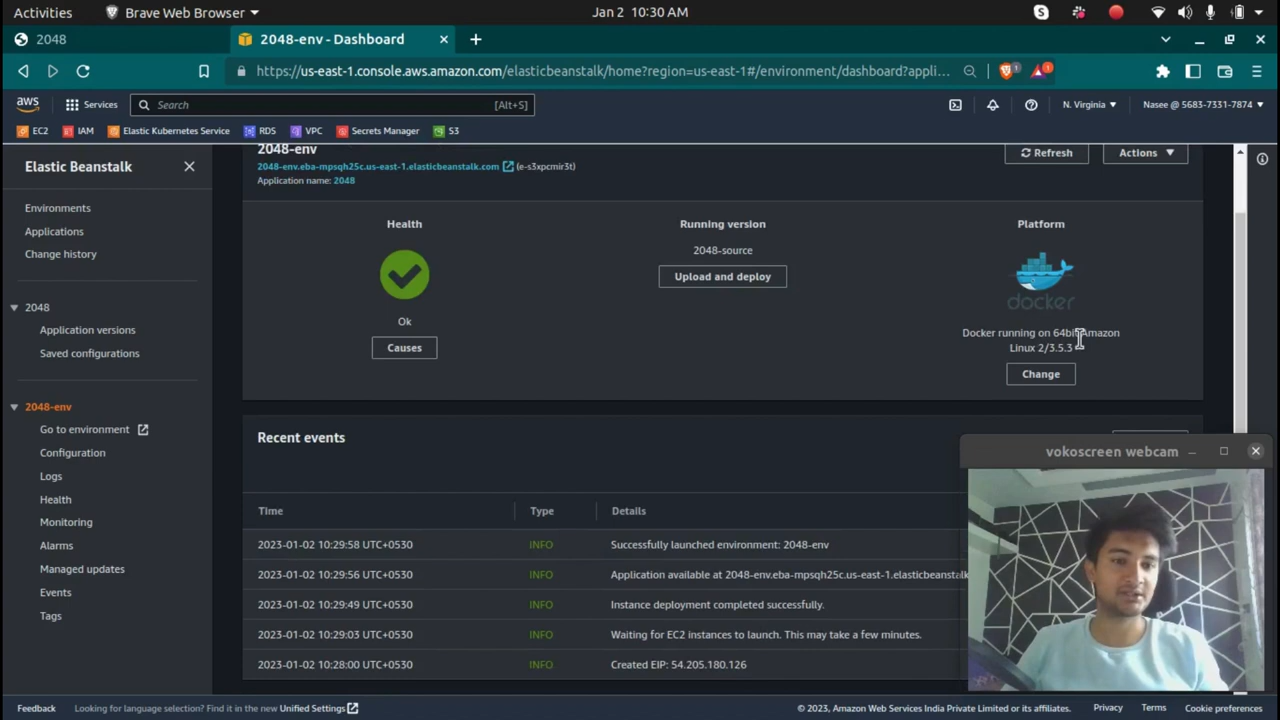 Activities
Brave Web Browser
Jan 2 10:30 AM
2048
2048-env - Dashboard
https://us-east-1.console.aws.amazon.com/elasticbeanstalk/home?region=us-east-1#/environment/dashboard?appli...
1
1
aws
Services
Search
[Alt+S]
N. Virginia
Nasee @ 5683-7331-7874
EC2
IAM
Elastic Kubernetes Service
RDS
VPC
Secrets Manager
S3
Elastic Beanstalk
Environments
Applications
Change history
2048
Application versions
Saved configurations
2048-env
Go to environment
Configuration
Logs
Health
Monitoring
Alarms
Managed updates
Events
Tags
2048-env
2048-env.eba-mpsqh25c.us-east-1.elasticbeanstalk.com (e-s3xpcmir3t)
Application name: 2048
Refresh
Actions
Health
Ok
Causes
Running version
2048-source
Upload and deploy
Platform
docker
Docker running on 64bit Amazon
Linux 2/3.5.3
Change
Recent events
Time Type Details
2023-01-02 10:29:58 UTC+0530 INFO Successfully launched environment: 2048-env
2023-01-02 10:29:56 UTC+0530 INFO Application available at 2048-env.eba-mpsqh25c.us-east-1.elasticbeanstalk
2023-01-02 10:29:49 UTC+0530 INFO Instance deployment completed successfully.
2023-01-02 10:29:03 UTC+0530 INFO Waiting for EC2 instances to launch. This may take a few minutes.
2023-01-02 10:28:00 UTC+0530 INFO Created EIP: 54.205.180.126
vokoscreen webcam
Feedback
Looking for language selection? Find it in the new Unified Settings
© 2023, Amazon Web Services India Private Limited or its affiliates.
Privacy
Terms
Cookie preferences